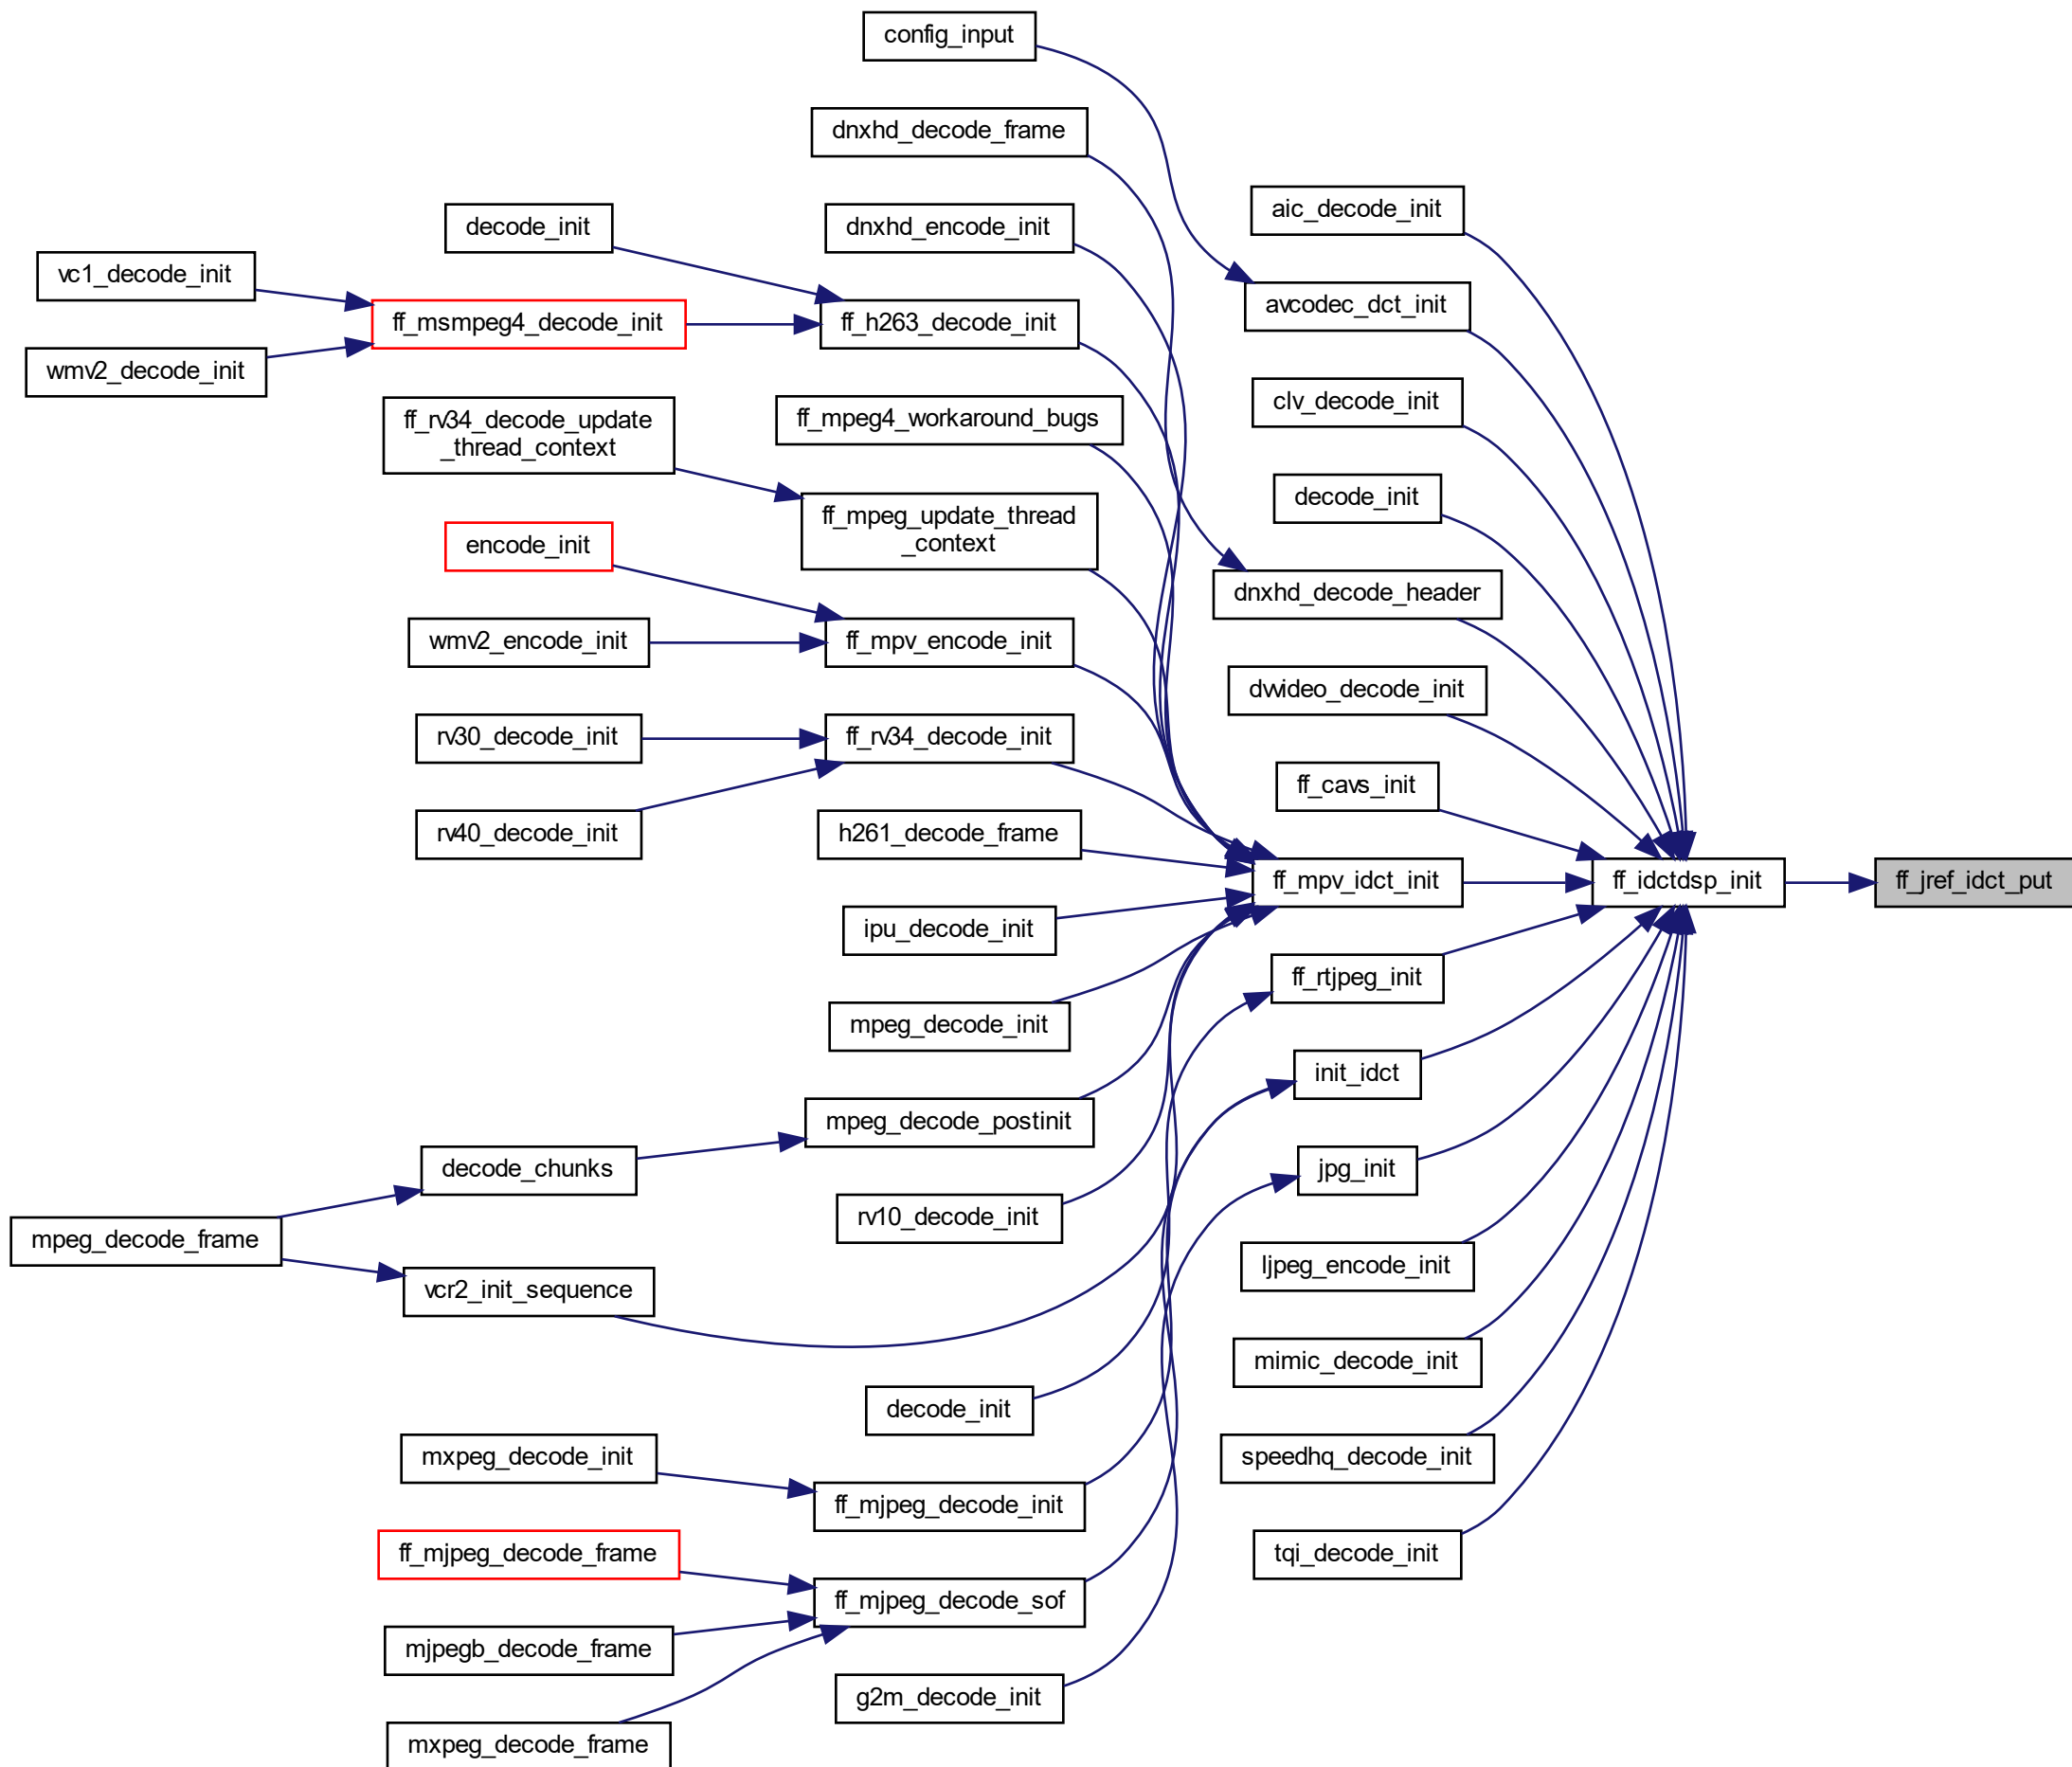 config_input
dnxhd_decode_frame
aic_decode_init
decode_init
dnxhd_encode_init
vc1_decode_init
avcodec_dct_init
ff_msmpeg4_decode_init
ff_h263_decode_init
wmv2_decode_init
clv_decode_init
ff_rv34_decode_update
_thread_context
ff_mpeg4_workaround_bugs
decode_init
ff_mpeg_update_thread
_context
encode_init
dnxhd_decode_header
wmv2_encode_init
ff_mpv_encode_init
dwideo_decode_init
rv30_decode_init
ff_rv34_decode_init
ff_cavs_init
rv40_decode_init
h261_decode_frame
ff_mpv_idct_init
ff_idctdsp_init
ff_jref_idct_put
ipu_decode_init
ff_rtjpeg_init
mpeg_decode_init
init_idct
mpeg_decode_postinit
decode_chunks
jpg_init
rv10_decode_init
mpeg_decode_frame
ljpeg_encode_init
vcr2_init_sequence
mimic_decode_init
decode_init
mxpeg_decode_init
speedhq_decode_init
ff_mjpeg_decode_init
ff_mjpeg_decode_frame
tqi_decode_init
ff_mjpeg_decode_sof
mjpegb_decode_frame
g2m_decode_init
mxpeg_decode_frame